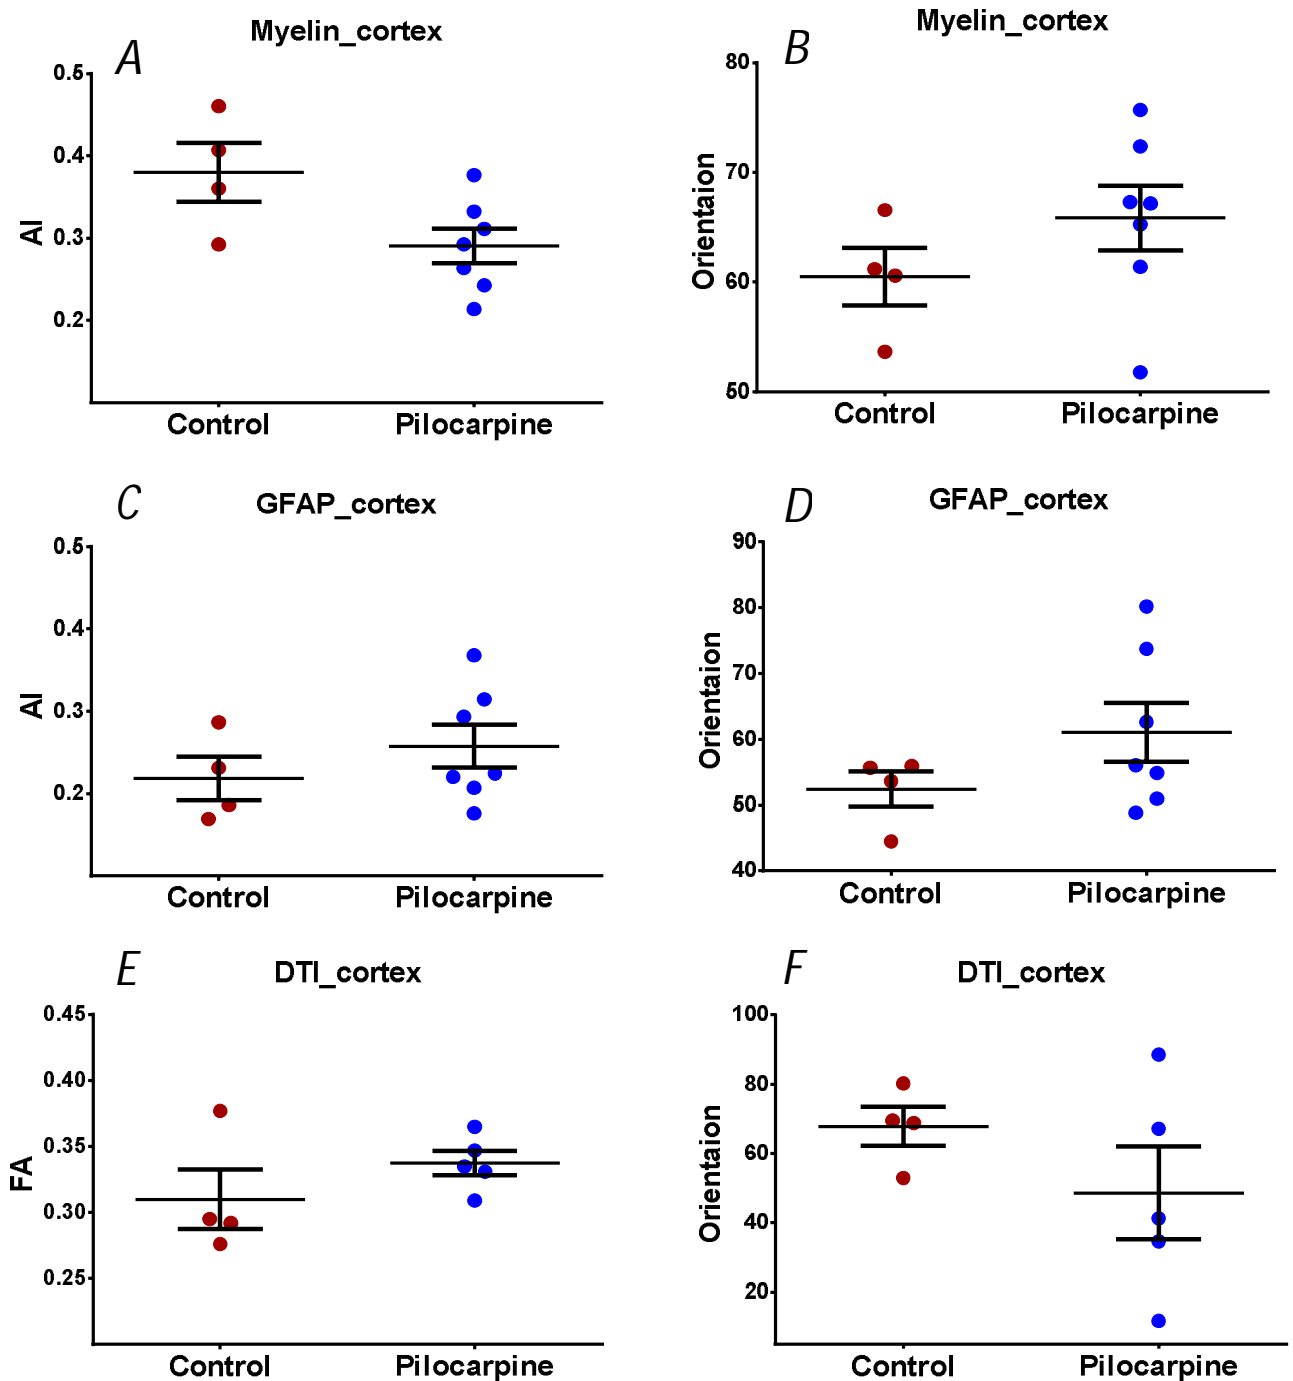 A
Myelin_cortex
0.5
0.4
0.3
0.2
AI
Control
Pilocarpine
B
Myelin_cortex
80
70
60
50
Orientaion
Control
Pilocarpine
C
GFAP_cortex
0.5
0.4
0.3
0.2
AI
Control
Pilocarpine
D
GFAP_cortex
90
80
70
60
50
40
Orientaion
Control
Pilocarpine
E
DTI_cortex
0.45
0.40
0.35
0.30
0.25
FA
Control
Pilocarpine
F
DTI_cortex
100
80
60
40
20
Orientaion
Control
Pilocarpine